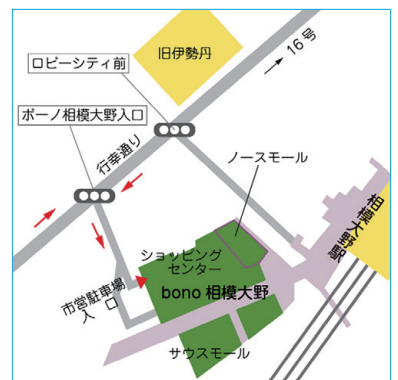 旧伊勢丹
16号
ロビーシティ前
ボーノ相模大野入口
行幸通り
ノースモール
相模大野駅
ショッピング
センター
bono 相模大野
市営駐車場
入口
サウスモール